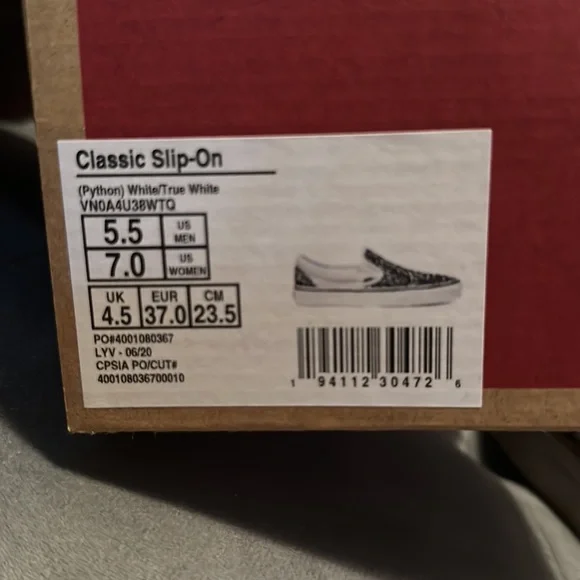 Classic Slip-On
(Python) White/True White
VN0A4U38WTQ
5.5 US MEN
7.0 US WOMEN
UK 4.5 EUR 37.0 CM 23.5
PO#4001080367
LYV - 06/20
CPSIA PO/CUT#
400108036700010
1 94112 30472 6